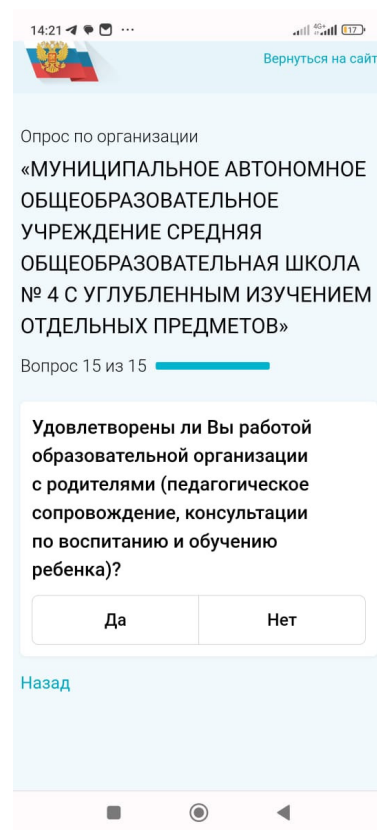 14:21
4G+
17
Вернуться на сайт
Опрос по организации
«МУНИЦИПАЛЬНОЕ АВТОНОМНОЕ
ОБЩЕОБРАЗОВАТЕЛЬНОЕ
УЧРЕЖДЕНИЕ СРЕДНЯЯ
ОБЩЕОБРАЗОВАТЕЛЬНАЯ ШКОЛА
№ 4 С УГЛУБЛЕННЫМ ИЗУЧЕНИЕМ
ОТДЕЛЬНЫХ ПРЕДМЕТОВ»
Вопрос 15 из 15
Удовлетворены ли Вы работой
образовательной организации
с родителями (педагогическое
сопровождение, консультации
по воспитанию и обучению
ребенка)?
Да Нет
Назад